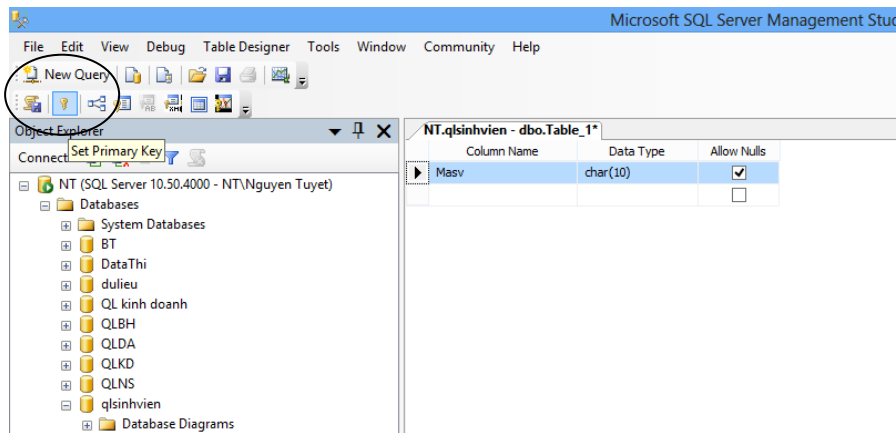 Microsoft SQL Server Management Stud
File Edit View Debug Table Designer Tools Window Community Help
New Query
Object Explorer
Set Primary Key
Connect
NT (SQL Server 10.50.4000 - NT\Nguyen Tuyet)
Databases
System Databases
BT
DataThi
dulieu
QL kinh doanh
QLBH
QLDA
QLKD
QLNS
qlsinhvien
Database Diagrams
NT.qlsinhvien - dbo.Table_1*
Column Name Data Type Allow Nulls
Masv char(10)